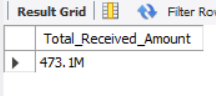 Result Grid Filter Row
Total_Received_Amount
473.1M